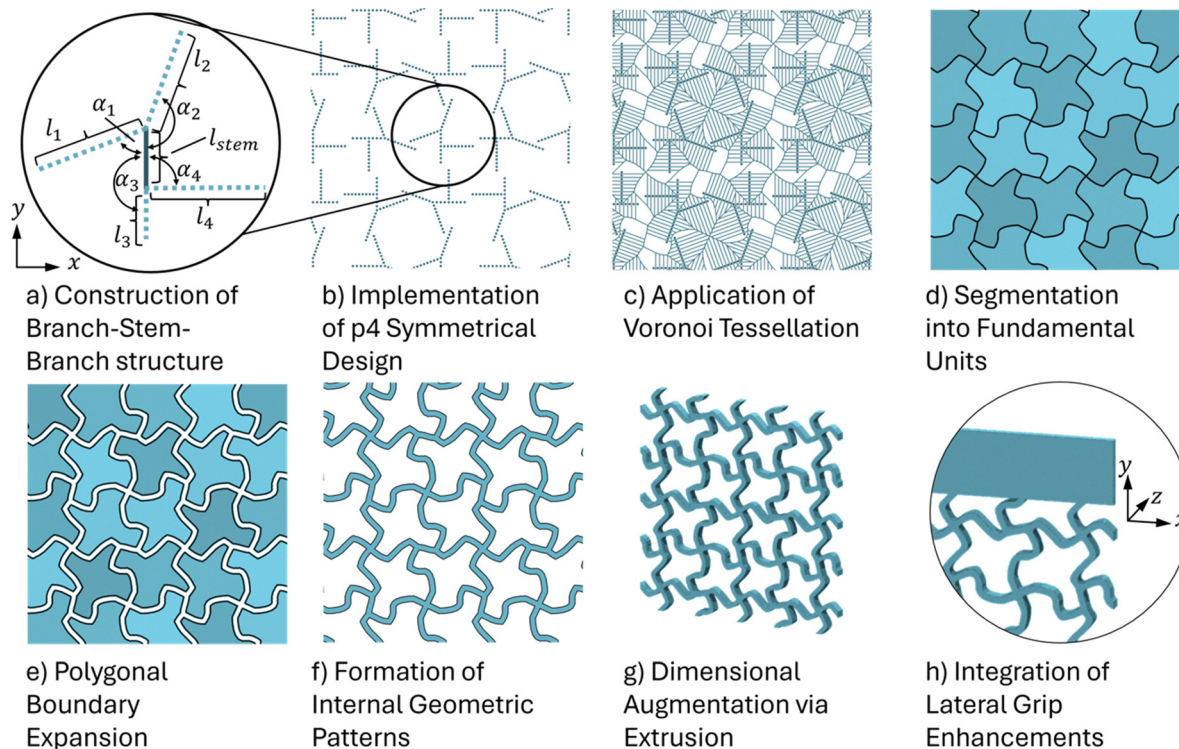 l₂
α₁
l₁
α₂
l_stem
α₃
α₄
l₃
l₄
y
x
a) Construction of
Branch-Stem-
Branch structure
b) Implementation
of p4 Symmetrical
Design
c) Application of
Voronoi Tessellation
d) Segmentation
into Fundamental
Units
y
z
x
e) Polygonal
Boundary
Expansion
f) Formation of
Internal Geometric
Patterns
g) Dimensional
Augmentation via
Extrusion
h) Integration of
Lateral Grip
Enhancements